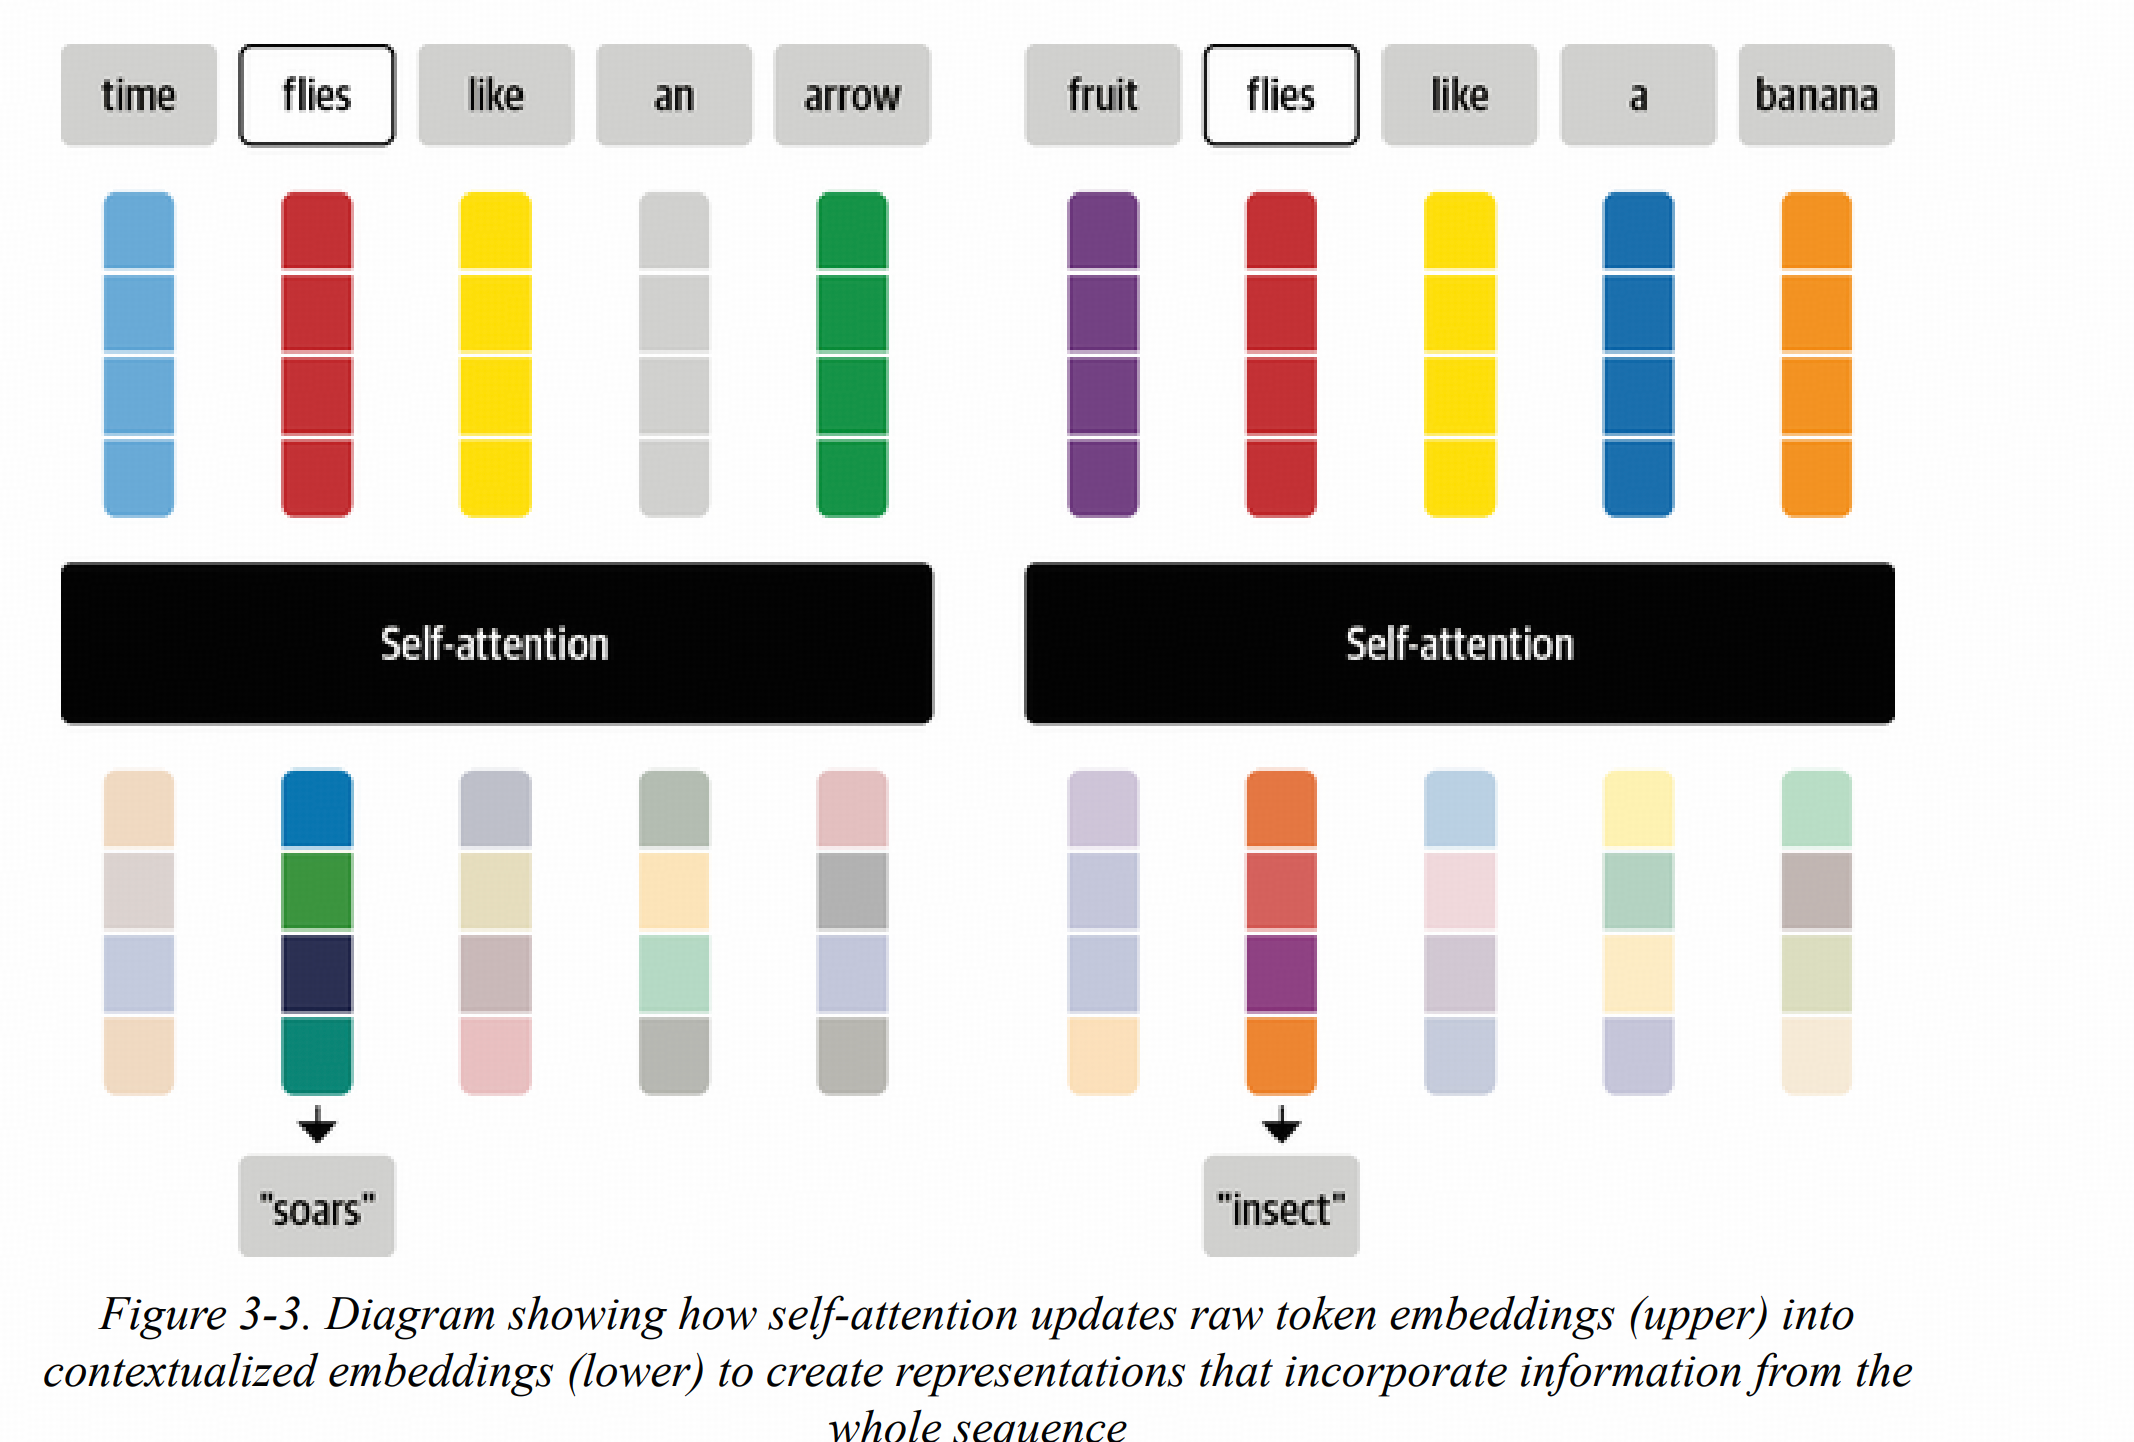 time flies like an arrow fruit flies like a banana
Self-attention Self-attention
"soars" "insect"
Figure 3-3. Diagram showing how self-attention updates raw token embeddings (upper) into
contextualized embeddings (lower) to create representations that incorporate information from the
whole sequence